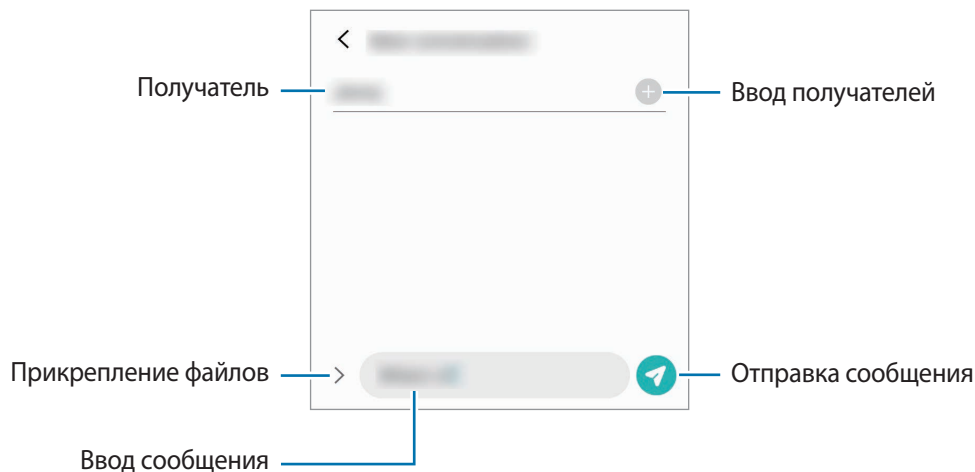 Получатель
Ввод получателей
Прикрепление файлов
Отправка сообщения
Ввод сообщения